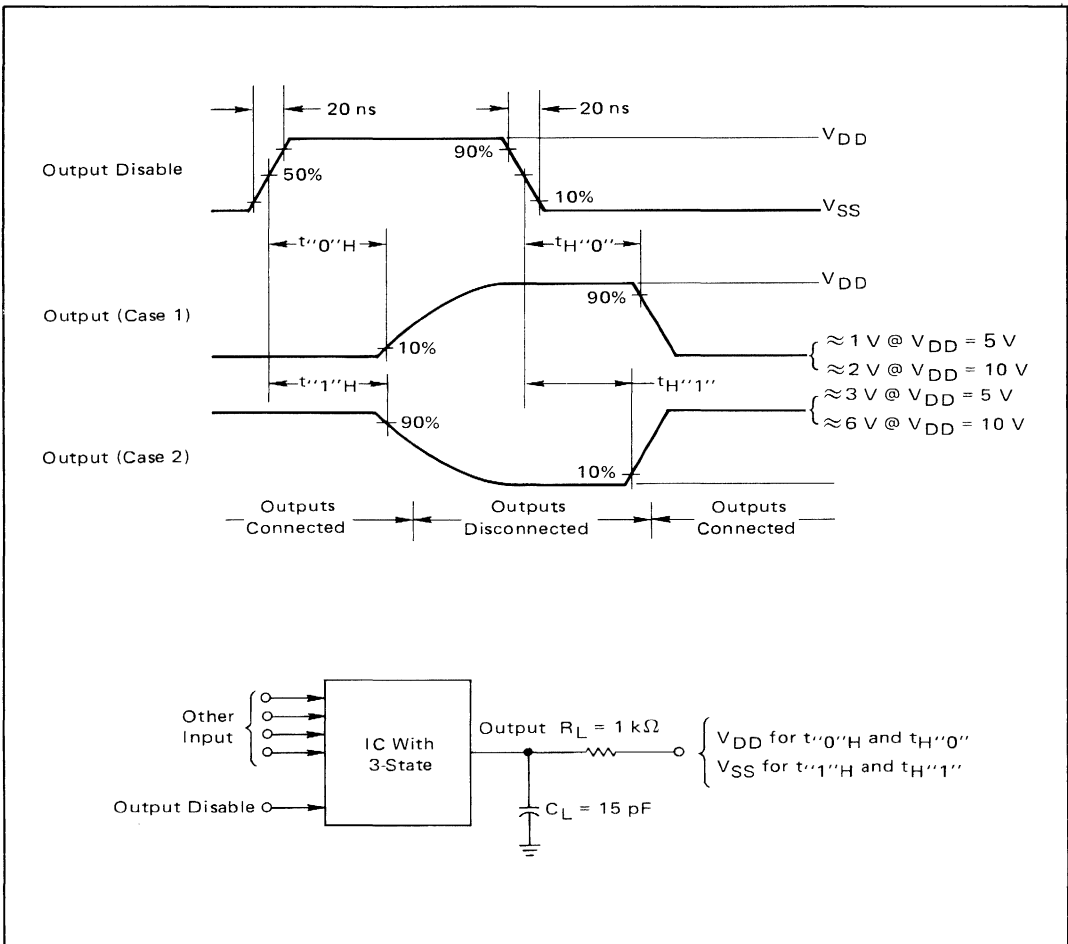 20 ns
20 ns
Output Disable
50%
90%
10%
VDD
VSS
t"0"H
tH"0"
Output (Case 1)
10%
90%
VDD
≈1 V @ VDD = 5 V
≈2 V @ VDD = 10 V
t"1"H
tH"1"
≈3 V @ VDD = 5 V
≈6 V @ VDD = 10 V
Output (Case 2)
90%
10%
Outputs
Connected
Outputs
Disconnected
Outputs
Connected
Other
Input
IC With
3-State
Output RL = 1 kΩ
VDD for t"0"H and tH"0"
VSS for t"1"H and tH"1"
Output Disable
CL = 15 pF